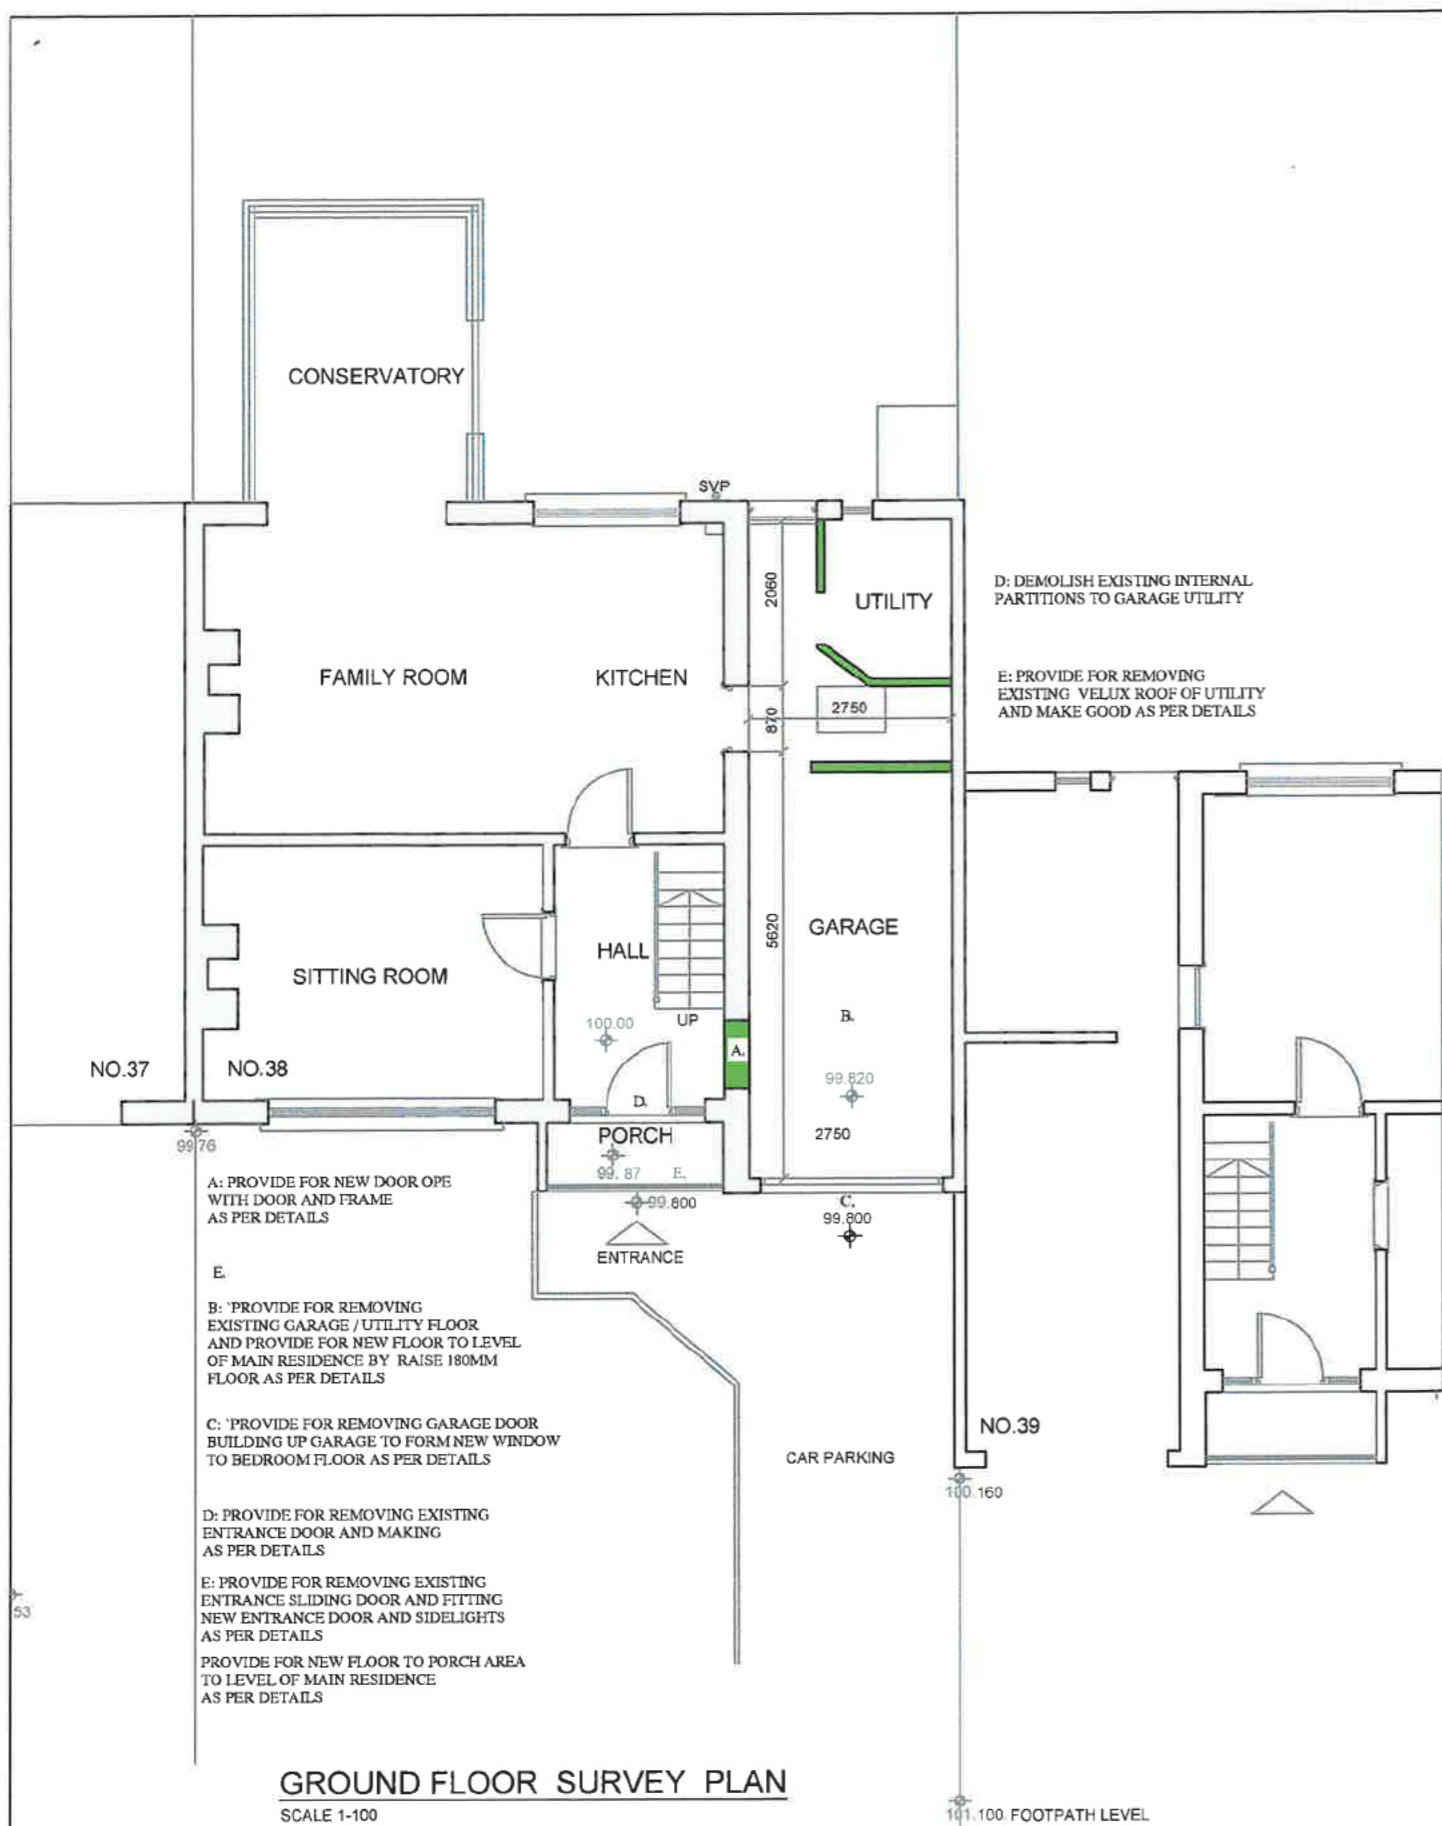 CONSERVATORY
SVP
2060
UTILITY
D: DEMOLISH EXISTING INTERNAL
PARTITIONS TO GARAGE UTILITY
FAMILY ROOM
KITCHEN
E: PROVIDE FOR REMOVING
EXISTING VELUX ROOF OF UTILITY
AND MAKE GOOD AS PER DETAILS
870
2750
5620
GARAGE
HALL
SITTING ROOM
UP
B.
100.00
A.
NO.37
NO.38
99.820
D.
PORCH
2750
99.76
99.87
E.
A: PROVIDE FOR NEW DOOR OPE
WITH DOOR AND FRAME
AS PER DETAILS
99.800
C.
99.800
ENTRANCE
E.
B: `PROVIDE FOR REMOVING
EXISTING GARAGE / UTILITY FLOOR
AND PROVIDE FOR NEW FLOOR TO LEVEL
OF MAIN RESIDENCE BY RAISE 180MM
FLOOR AS PER DETAILS
C: `PROVIDE FOR REMOVING GARAGE DOOR
BUILDING UP GARAGE TO FORM NEW WINDOW
TO BEDROOM FLOOR AS PER DETAILS
NO.39
CAR PARKING
100.160
D: PROVIDE FOR REMOVING EXISTING
ENTRANCE DOOR AND MAKING
AS PER DETAILS
E: PROVIDE FOR REMOVING EXISTING
ENTRANCE SLIDING DOOR AND FITTING
NEW ENTRANCE DOOR AND SIDELIGHTS
AS PER DETAILS
53
PROVIDE FOR NEW FLOOR TO PORCH AREA
TO LEVEL OF MAIN RESIDENCE
AS PER DETAILS
GROUND FLOOR SURVEY PLAN
SCALE 1-100
101.100 FOOTPATH LEVEL